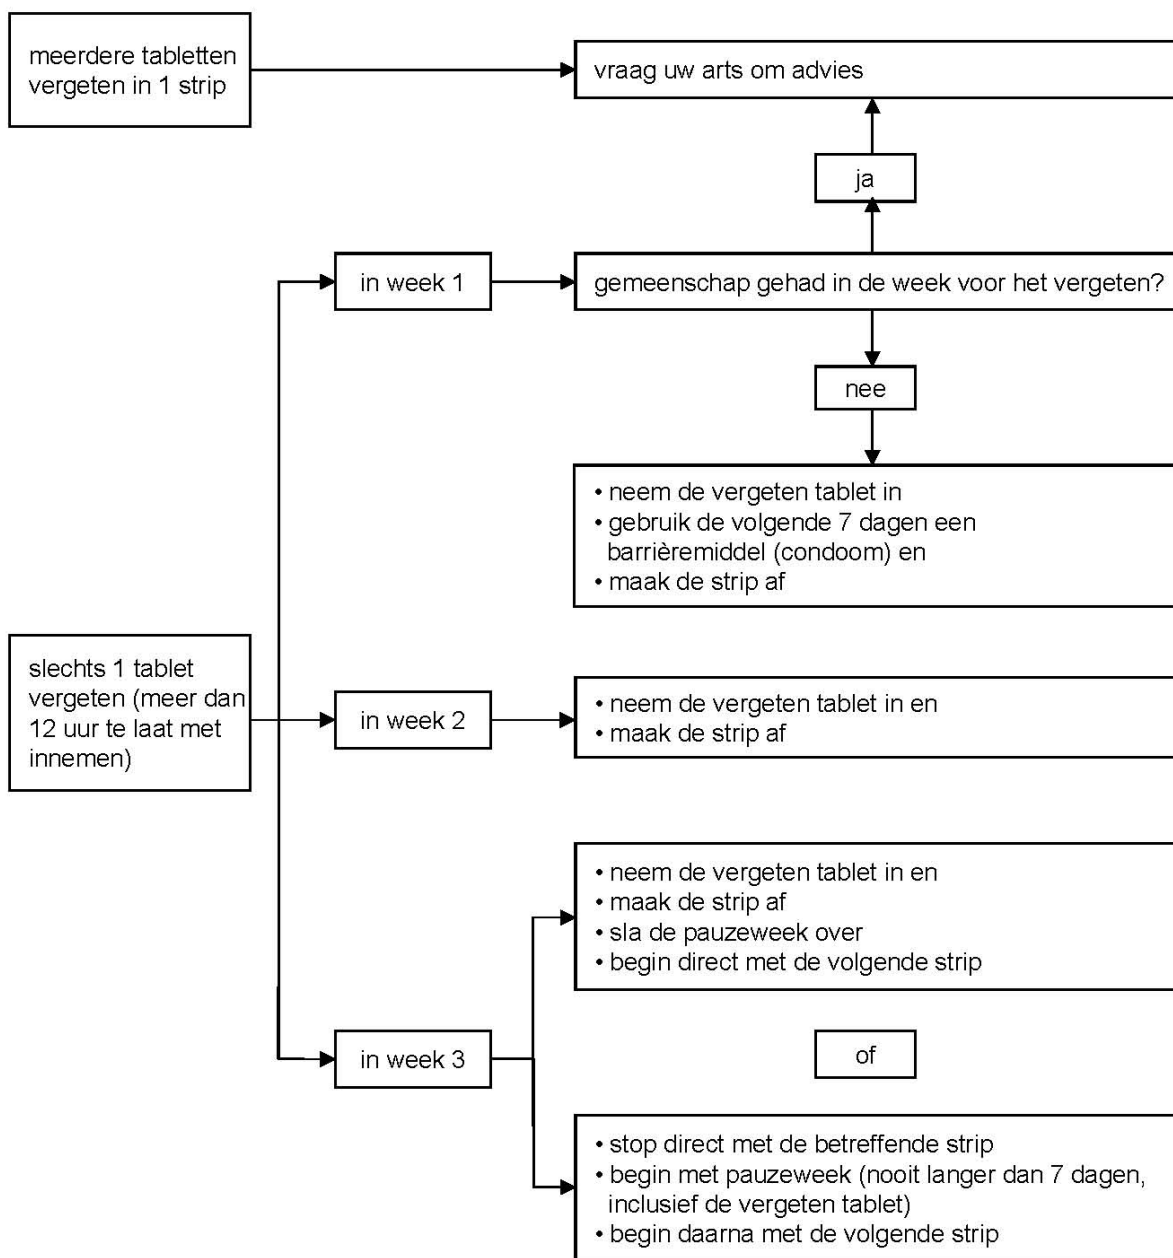 meerdere tabletten
vergeten in 1 strip
vraag uw arts om advies
ja
in week 1
gemeenschap gehad in de week voor het vergeten?
nee
• neem de vergeten tablet in
• gebruik de volgende 7 dagen een
barrièremiddel (condoom) en
• maak de strip af
slechts 1 tablet
vergeten (meer dan
12 uur te laat met
innemen)
in week 2
• neem de vergeten tablet in en
• maak de strip af
• neem de vergeten tablet in en
• maak de strip af
• sla de pauzeweek over
• begin direct met de volgende strip
in week 3
of
• stop direct met de betreffende strip
• begin met pauzeweek (nooit langer dan 7 dagen,
inclusief de vergeten tablet)
• begin daarna met de volgende strip